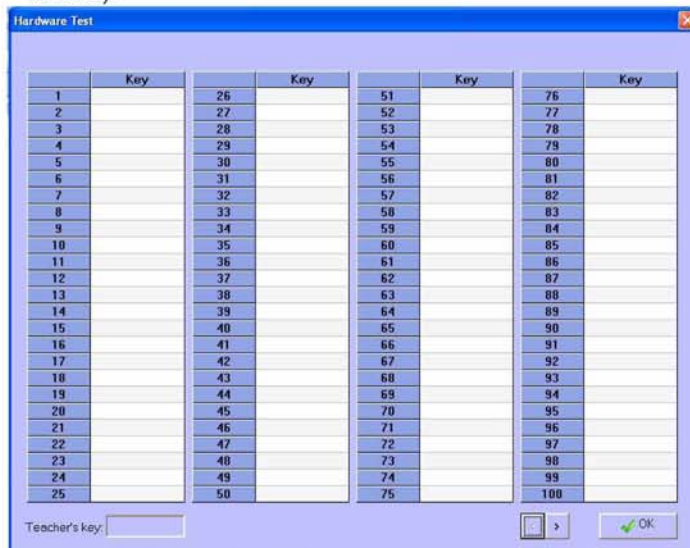 Hardware Test
Key Key Key Key
1 26 51 76
2 27 52 77
3 28 53 78
4 29 54 79
5 30 55 80
6 31 56 81
7 32 57 82
8 33 58 83
9 34 59 84
10 35 60 85
11 36 61 86
12 37 62 87
13 38 63 88
14 39 64 89
15 40 65 90
16 41 66 91
17 42 67 92
18 43 68 93
19 44 69 94
20 45 70 95
21 46 71 96
22 47 72 97
23 48 73 98
24 49 74 99
25 50 75 100
Teacher's key: < > OK